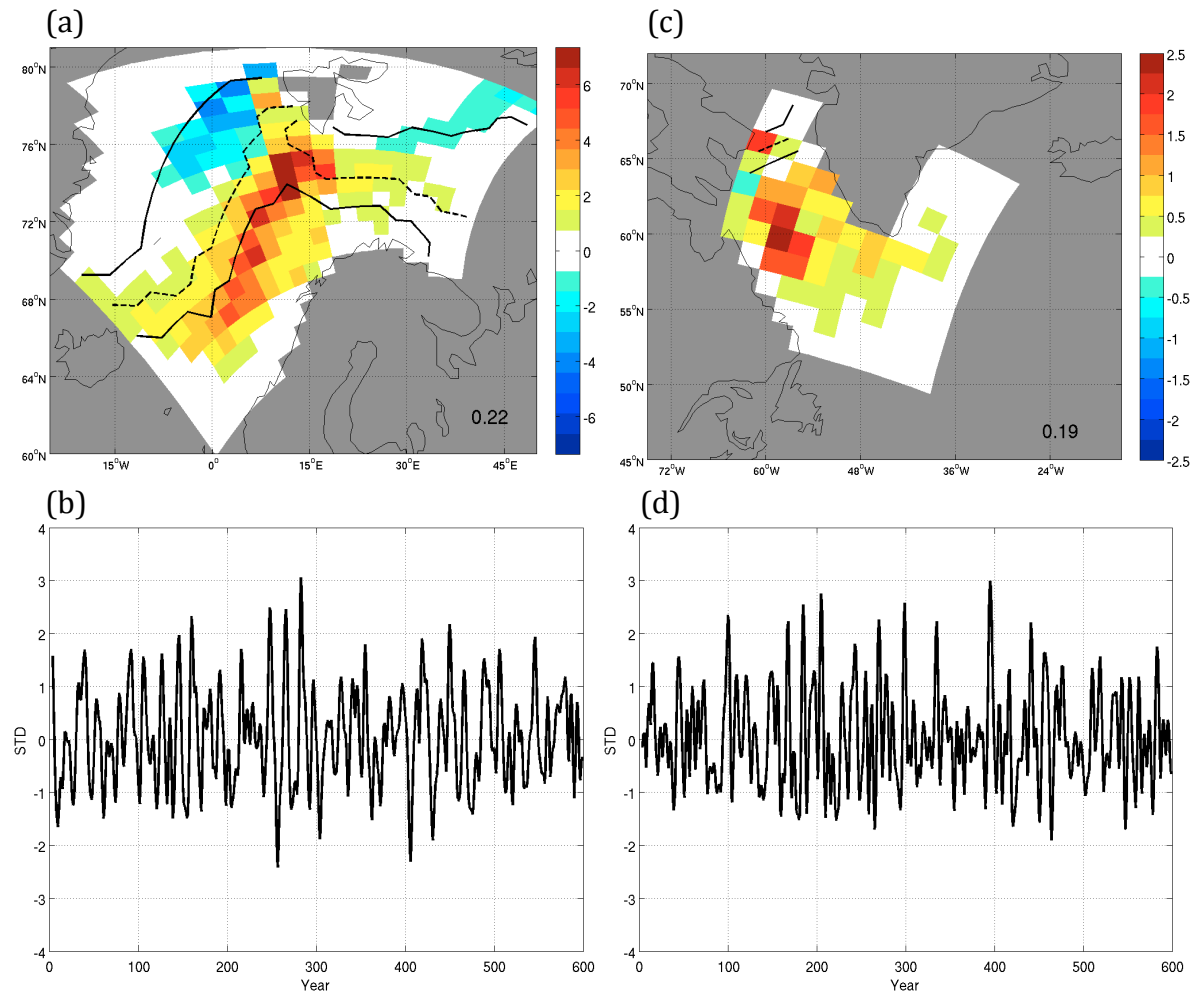 (a) (c)
80°N
76°N
72°N
68°N
64°N
60°N
15°W 0° 15°E 30°E 45°E
0.22
6
4
2
0
-2
-4
-6
70°N
65°N
60°N
55°N
50°N
45°N
72°W 60°W 48°W 36°W 24°W
0.19
2.5
2
1.5
1
0.5
0
-0.5
-1
-1.5
-2
-2.5
(b) (d)
4
3
2
1
0
-1
-2
-3
-4
STD
0 100 200 300 400 500 600
Year
4
3
2
1
0
-1
-2
-3
-4
STD
0 100 200 300 400 500 600
Year